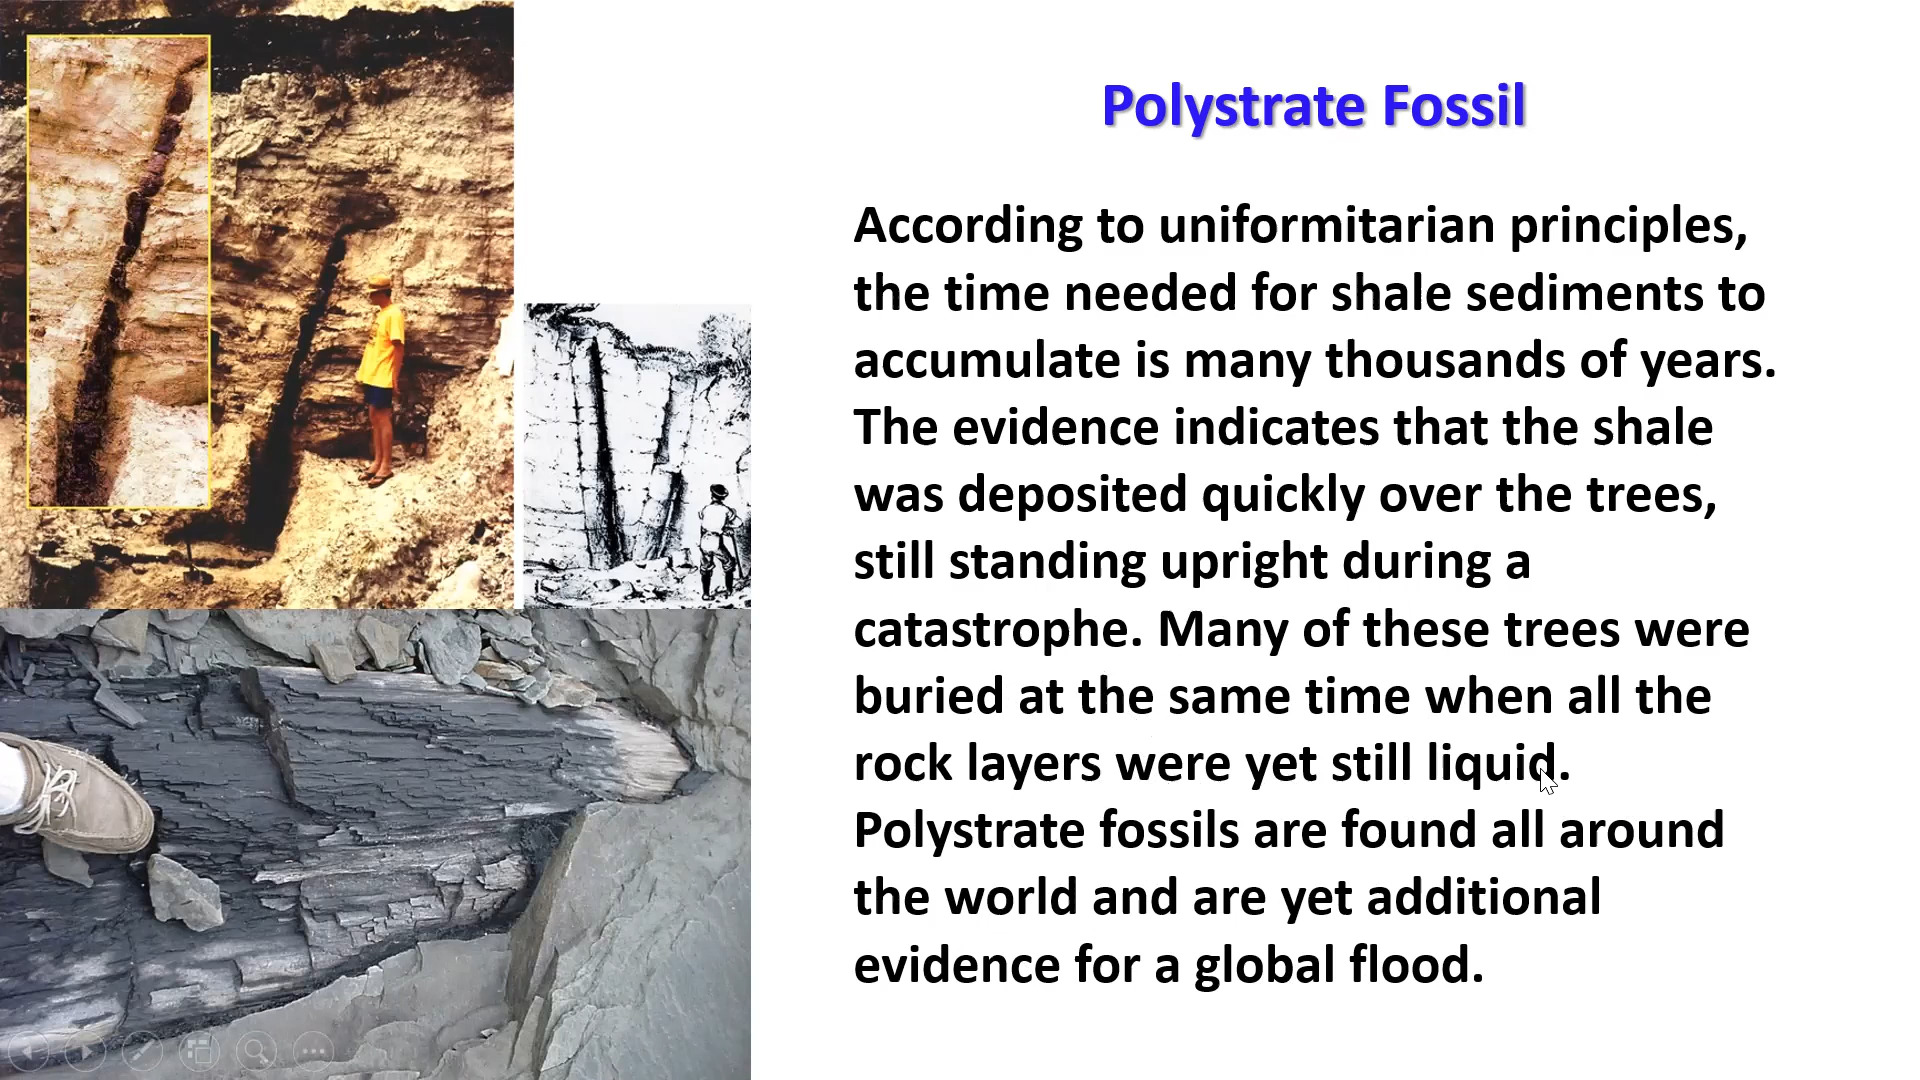 Polystrate Fossil
According to uniformitarian principles,
the time needed for shale sediments to
accumulate is many thousands of years.
The evidence indicates that the shale
was deposited quickly over the trees,
still standing upright during a
catastrophe. Many of these trees were
buried at the same time when all the
rock layers were yet still liquid.
Polystrate fossils are found all around
the world and are yet additional
evidence for a global flood.